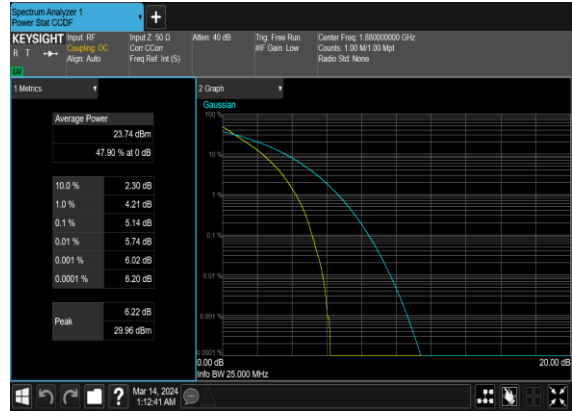 Spectrum Analyzer 1
Power Stat CCDF
+
KEYSIGHT
R T
LV
Input: RF
Coupling: DC
Align: Auto
Input Z: 50 Ω
Corr CCorr
Freq Ref: Int (S)
Atten: 40 dB
Trig: Free Run
#IF Gain: Low
Center Freq: 1.880000000 GHz
Counts: 1.00 M/1.00 Mpt
Radio Std: None
1 Metrics
Average Power
23.74 dBm
47.90 % at 0 dB
10.0 % 2.30 dB
1.0 % 4.21 dB
0.1 % 5.14 dB
0.01 % 5.74 dB
0.001 % 6.02 dB
0.0001 % 6.20 dB
Peak 6.22 dB
29.96 dBm
2 Graph
Gaussian
100 %
10 %
1 %
0.1 %
0.01 %
0.001 %
0.0001 %
0.00 dB 20.00 dB
Info BW 25.000 MHz
?
Mar 14, 2024
1:12:41 AM